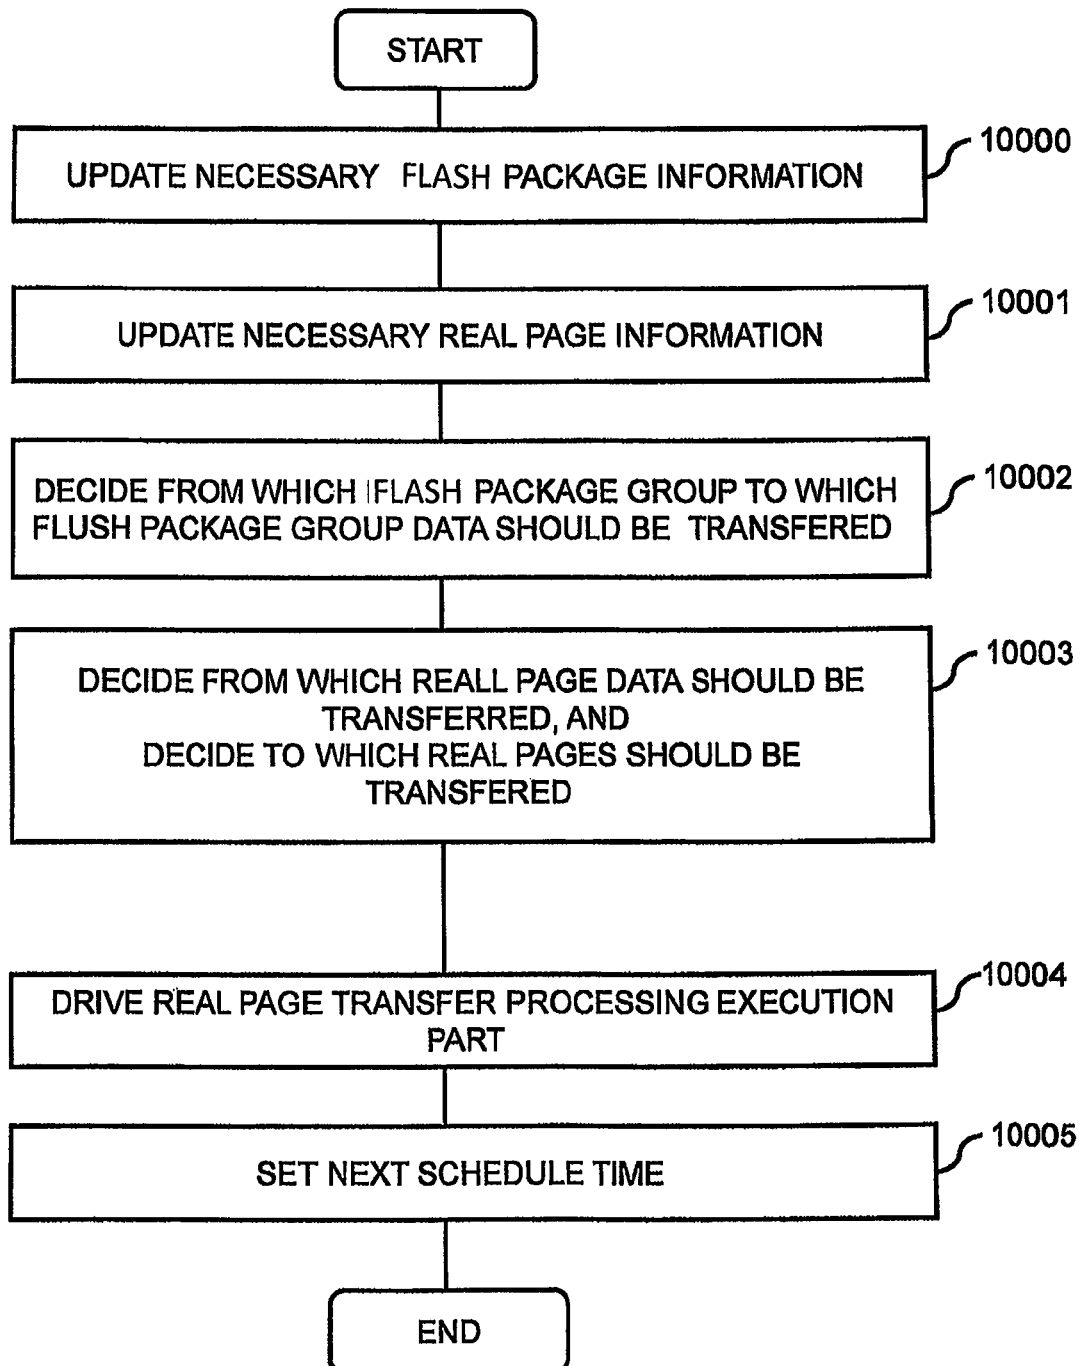 START
UPDATE NECESSARY FLASH PACKAGE INFORMATION
10000
UPDATE NECESSARY REAL PAGE INFORMATION
10001
DECIDE FROM WHICH FLASH PACKAGE GROUP TO WHICH
FLUSH PACKAGE GROUP DATA SHOULD BE TRANSFERED
10002
DECIDE FROM WHICH REALL PAGE DATA SHOULD BE
TRANSFERRED, AND
DECIDE TO WHICH REAL PAGES SHOULD BE
TRANSFERED
10003
DRIVE REAL PAGE TRANSFER PROCESSING EXECUTION
PART
10004
SET NEXT SCHEDULE TIME
10005
END